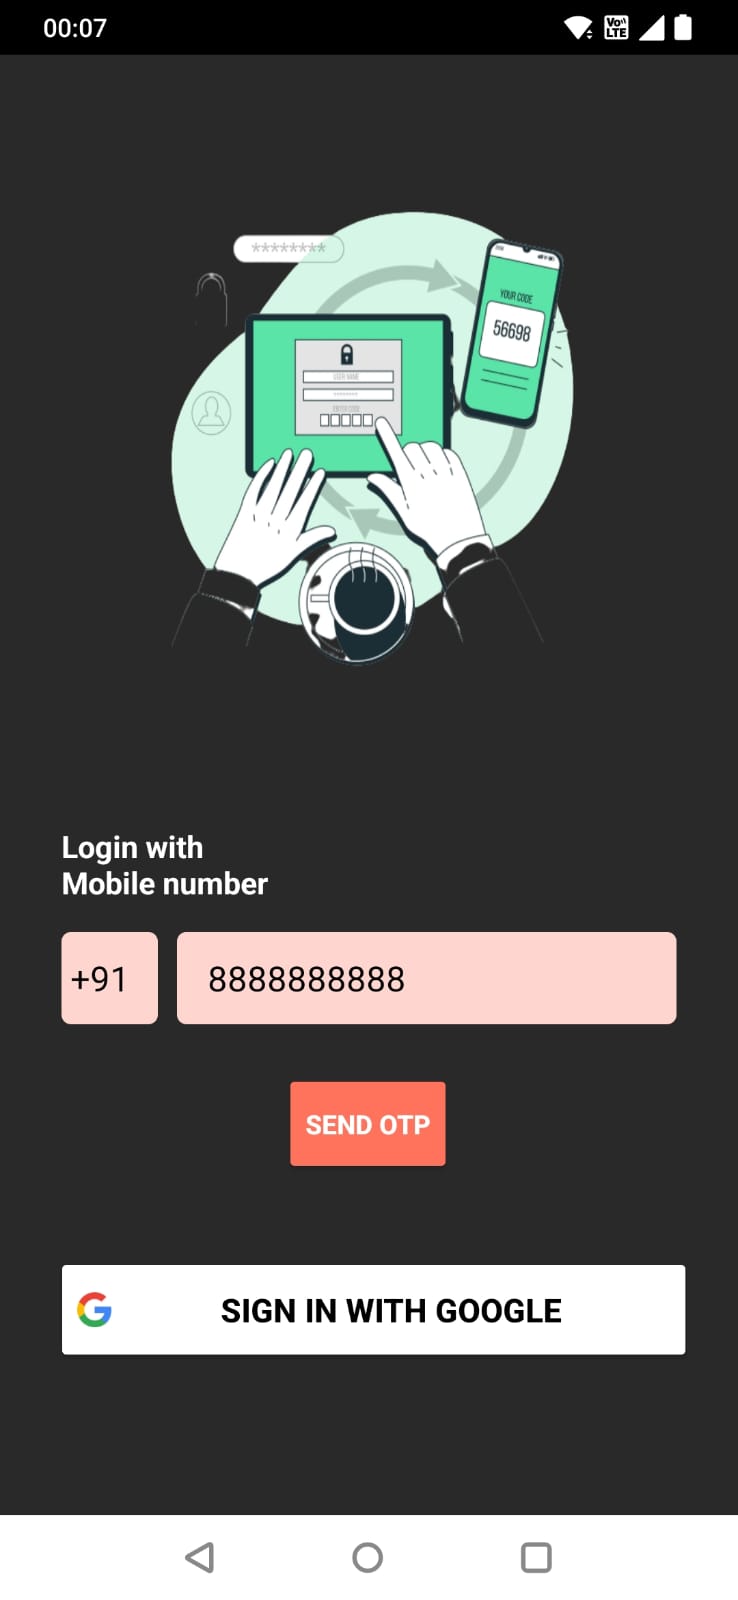 00:07
Vo))
LTE
********
YOUR CODE
56698
USER NAME
********
ENTER CODE
Login with
Mobile number
+91 8888888888
SEND OTP
SIGN IN WITH GOOGLE